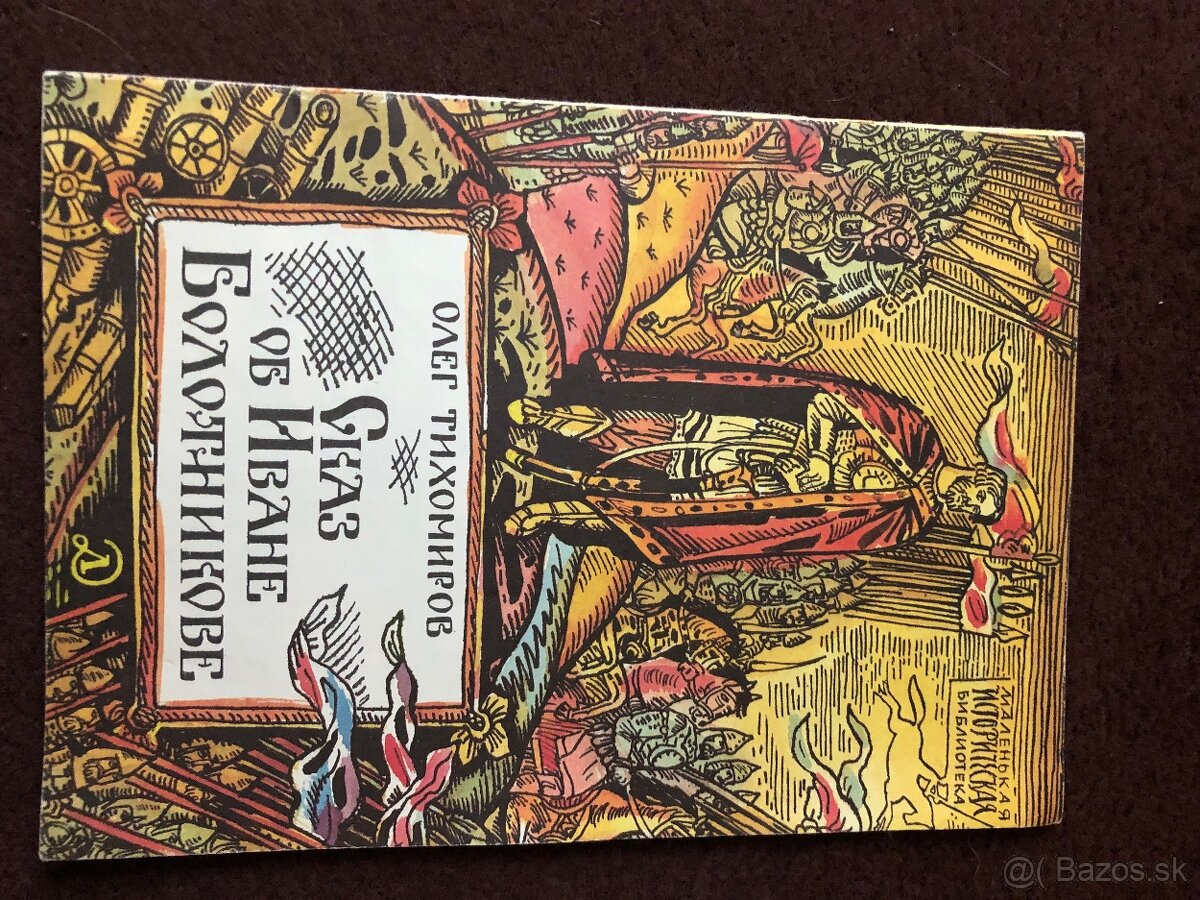 МАЛЕНЬКАЯ
ИСТОРИЧЕСКАЯ
БИБЛИОТЕКА
ОЛЕГ ТИХОМИРОВ
СКАЗ
ОБ ИВАНЕ
БОЛОТНИКОВЕ
@( Bazos.sk